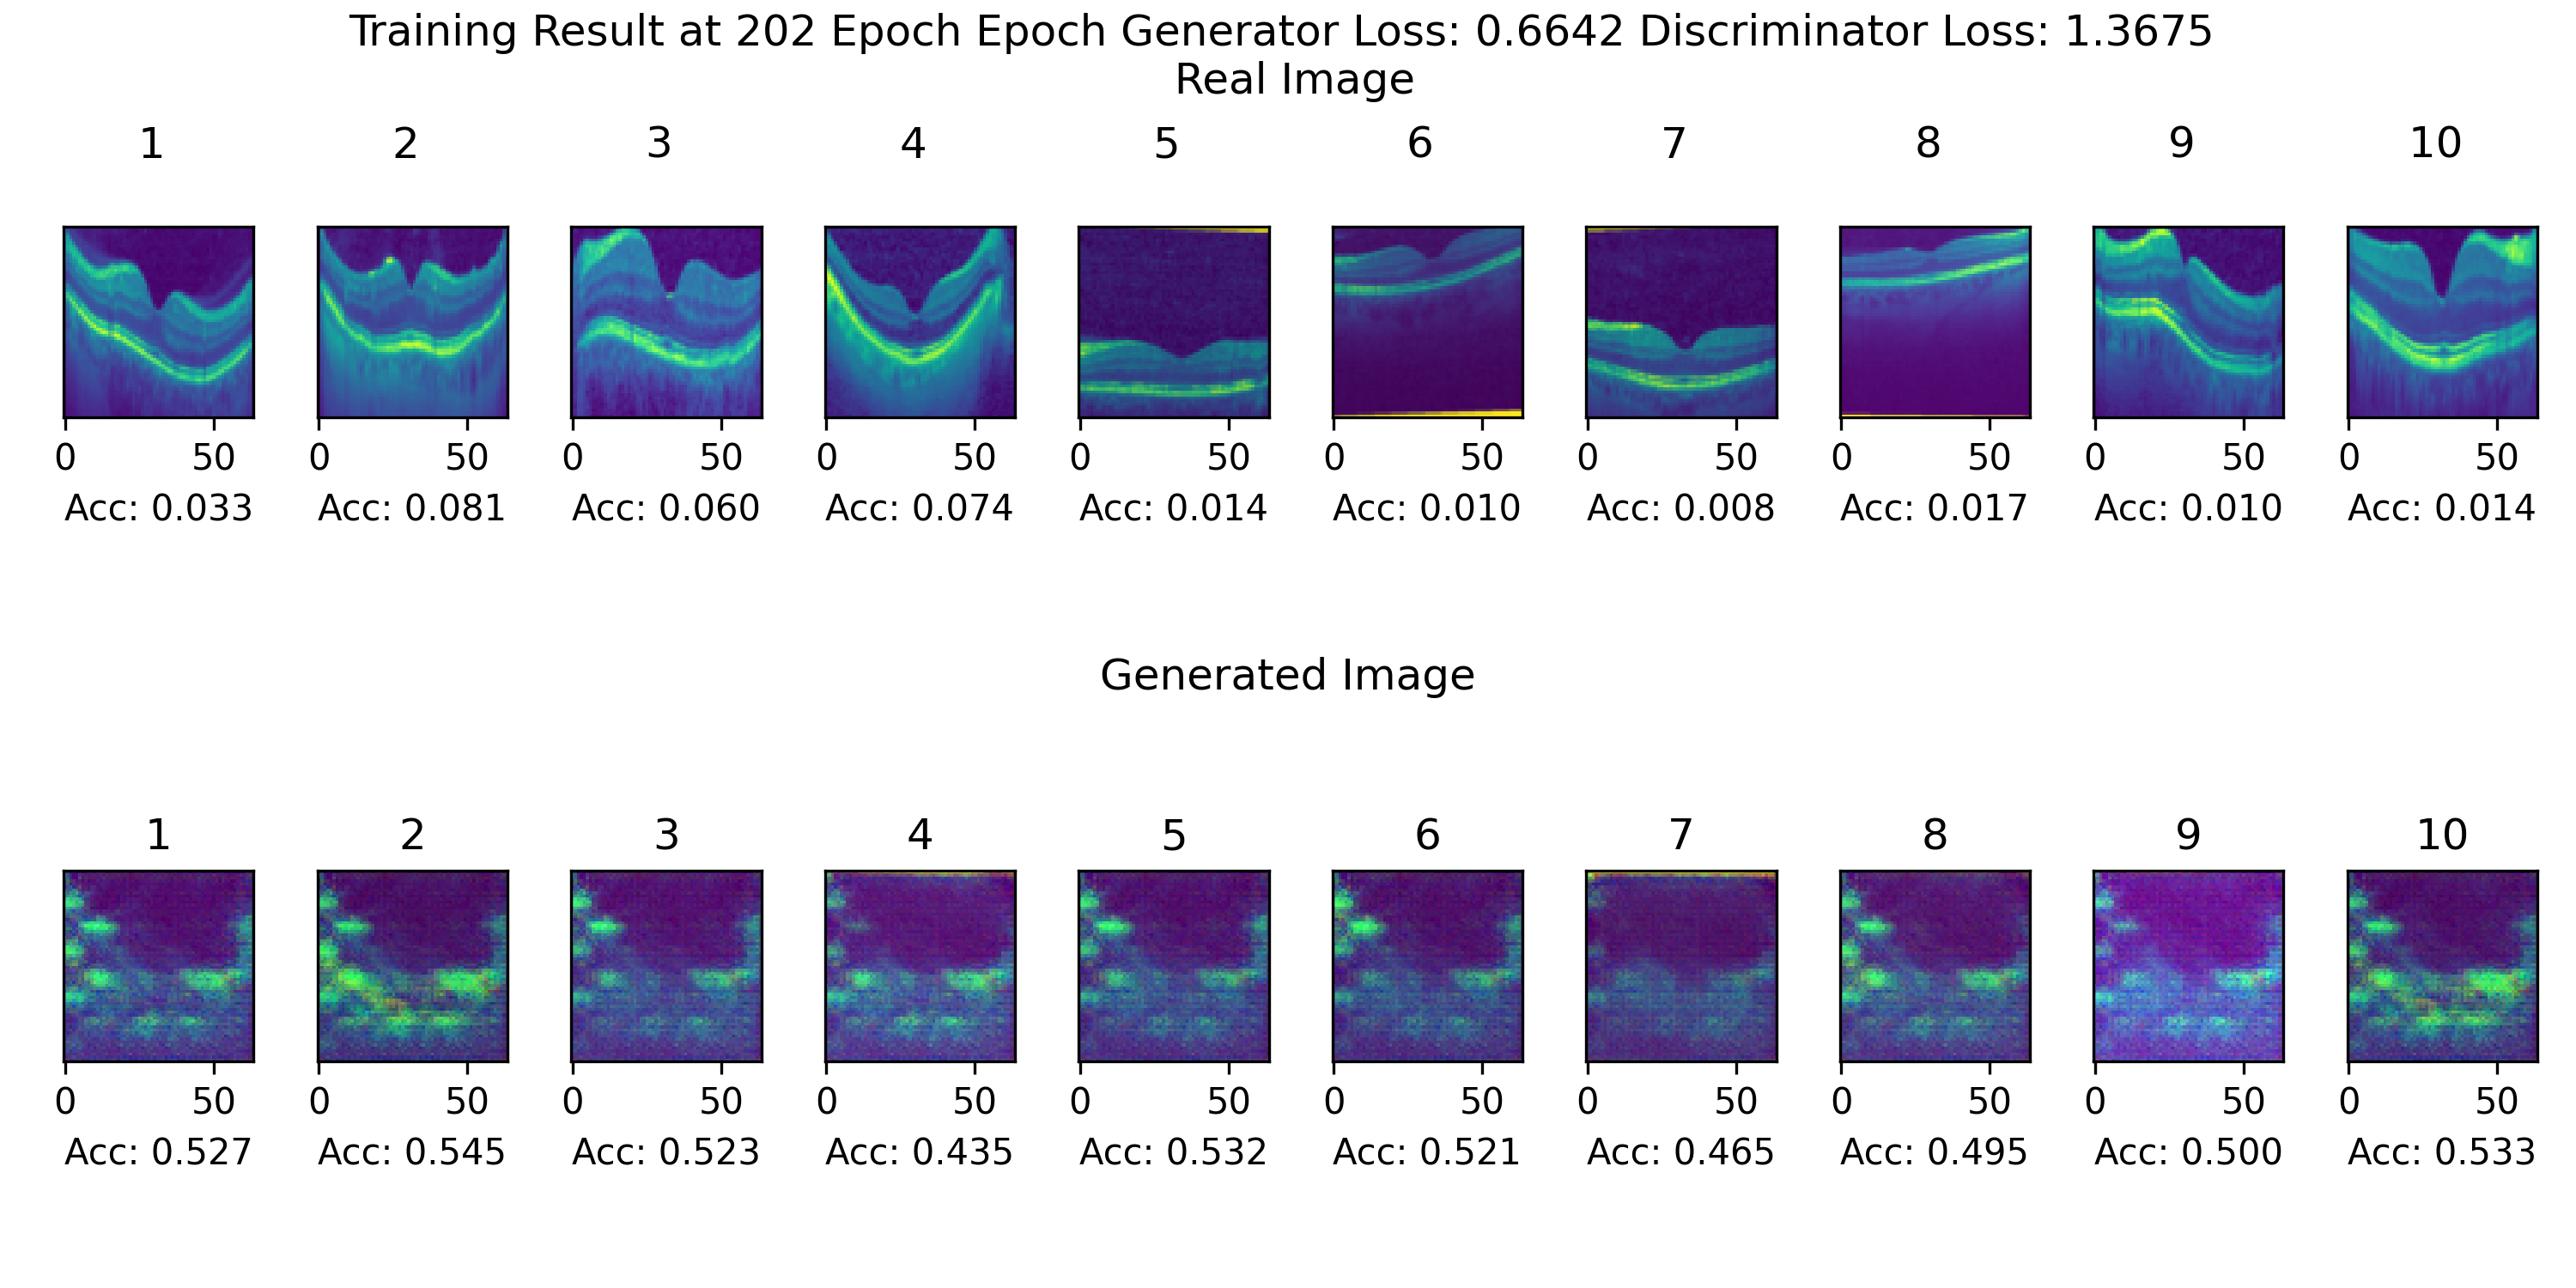 Training Result at 202 Epoch Epoch Generator Loss: 0.6642 Discriminator Loss: 1.3675
Real Image
1 2 3 4 5 6 7 8 9 10
0 50 0 50 0 50 0 50 0 50 0 50 0 50 0 50 0 50 0 50
Acc: 0.033 Acc: 0.081 Acc: 0.060 Acc: 0.074 Acc: 0.014 Acc: 0.010 Acc: 0.008 Acc: 0.017 Acc: 0.010 Acc: 0.014
Generated Image
1 2 3 4 5 6 7 8 9 10
0 50 0 50 0 50 0 50 0 50 0 50 0 50 0 50 0 50 0 50
Acc: 0.527 Acc: 0.545 Acc: 0.523 Acc: 0.435 Acc: 0.532 Acc: 0.521 Acc: 0.465 Acc: 0.495 Acc: 0.500 Acc: 0.533